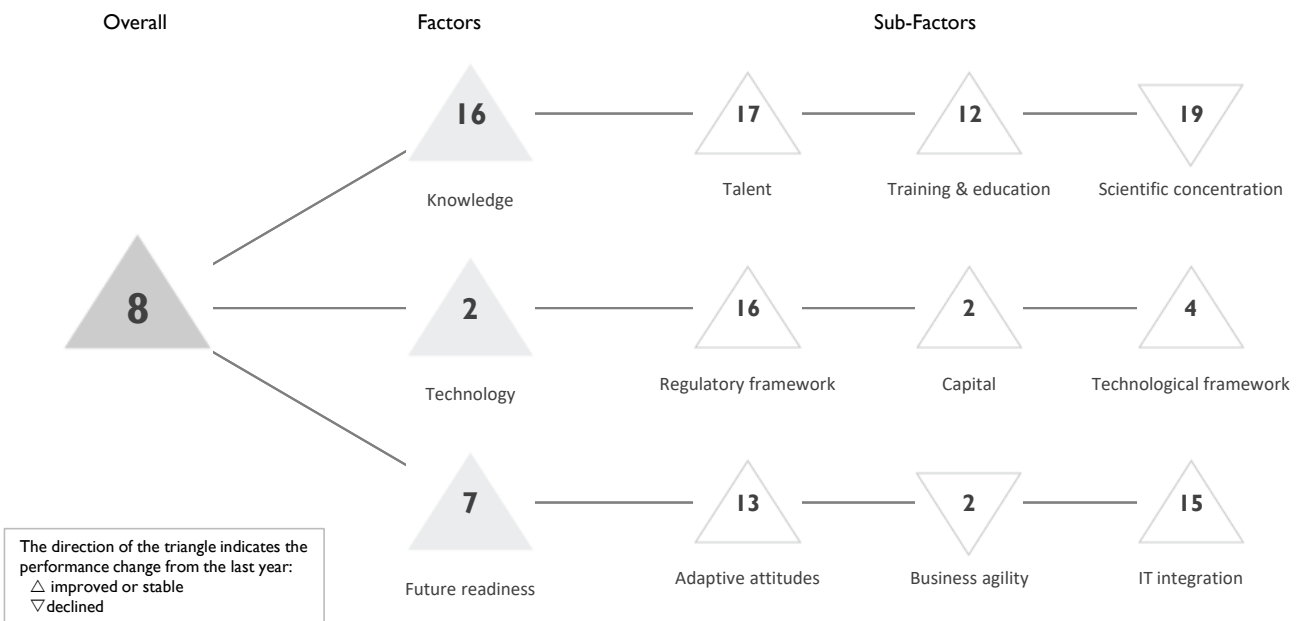 Overall
Factors
Sub-Factors
16
17
12
19
Knowledge
Talent
Training & education
Scientific concentration
8
2
16
2
4
Technology
Regulatory framework
Capital
Technological framework
7
13
2
15
Future readiness
Adaptive attitudes
Business agility
IT integration
The direction of the triangle indicates the
performance change from the last year:
△ improved or stable
▽ declined